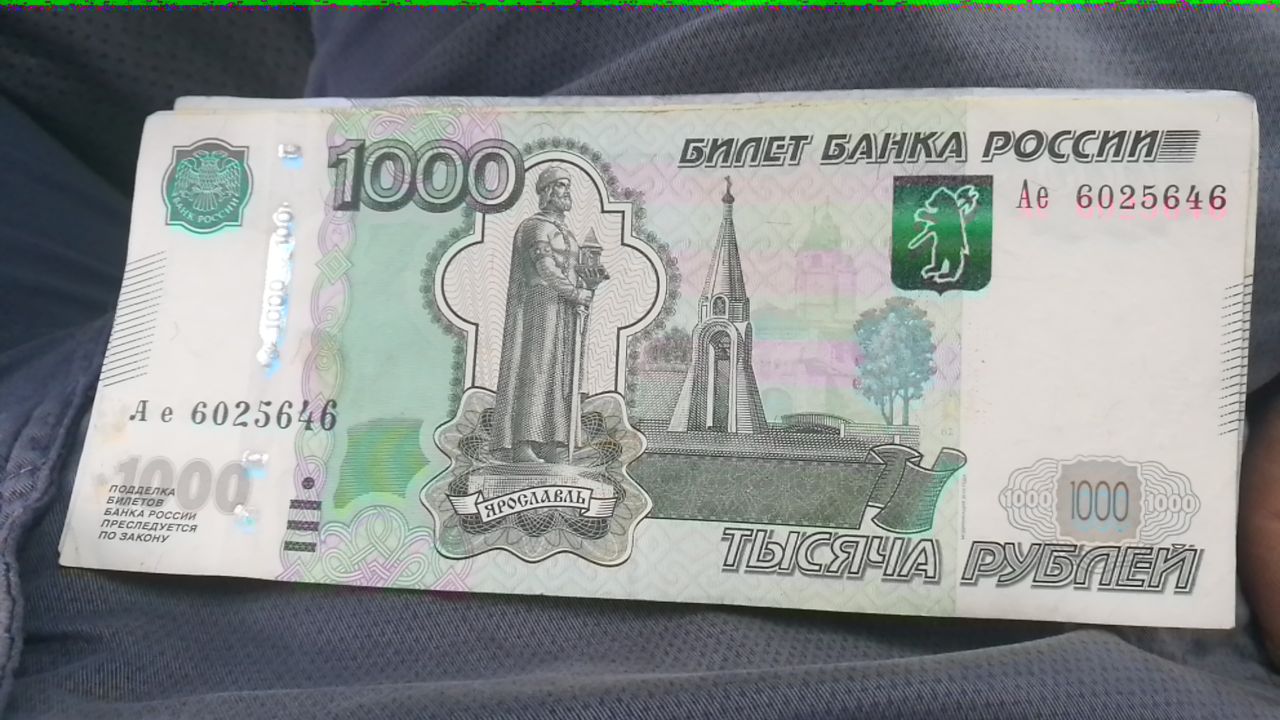 БИЛЕТ БАНКА РОССИИ
1000
БАНК РОССИИ
Ае 6025646
1000
Ае 6025646
1000
ПОДДЕЛКА
БИЛЕТОВ
БАНКА РОССИИ
ПРЕСЛЕДУЕТСЯ
ПО ЗАКОНУ
ЯРОСЛАВЛЬ
1000 1000 1000
ТЫСЯЧА РУБЛЕЙ